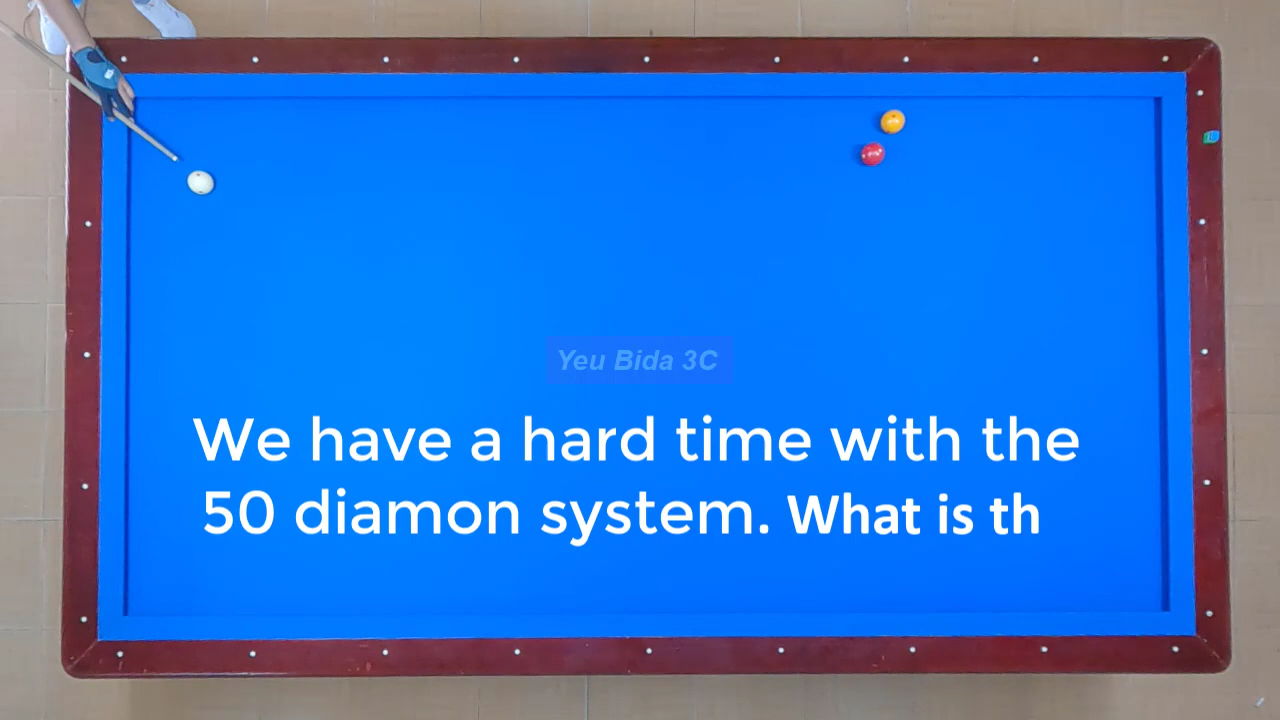 Yeu Bida 3C
We have a hard time with the
50 diamon system. What is th